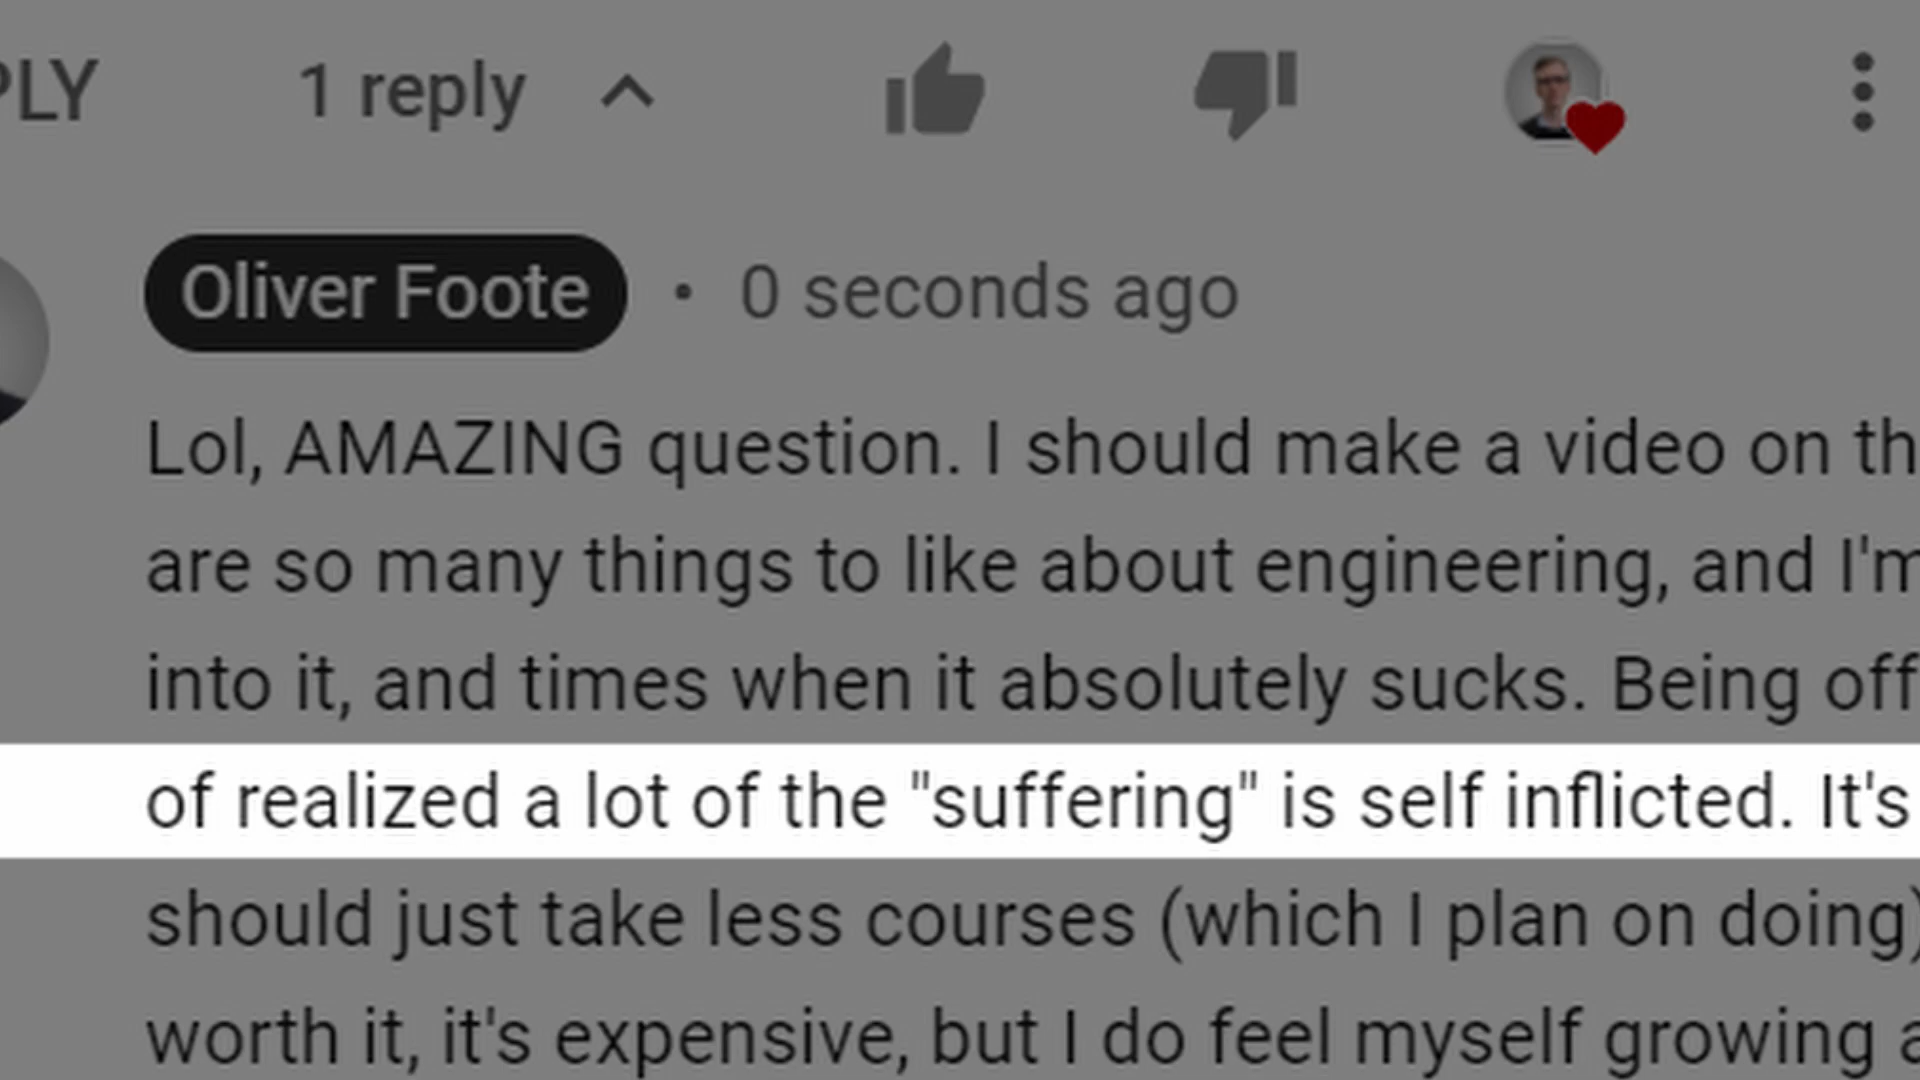 PLY 1 reply
Oliver Foote • 0 seconds ago
Lol, AMAZING question. I should make a video on th
are so many things to like about engineering, and I'm
into it, and times when it absolutely sucks. Being off
of realized a lot of the "suffering" is self inflicted. It's
should just take less courses (which I plan on doing)
worth it, it's expensive, but I do feel myself growing a